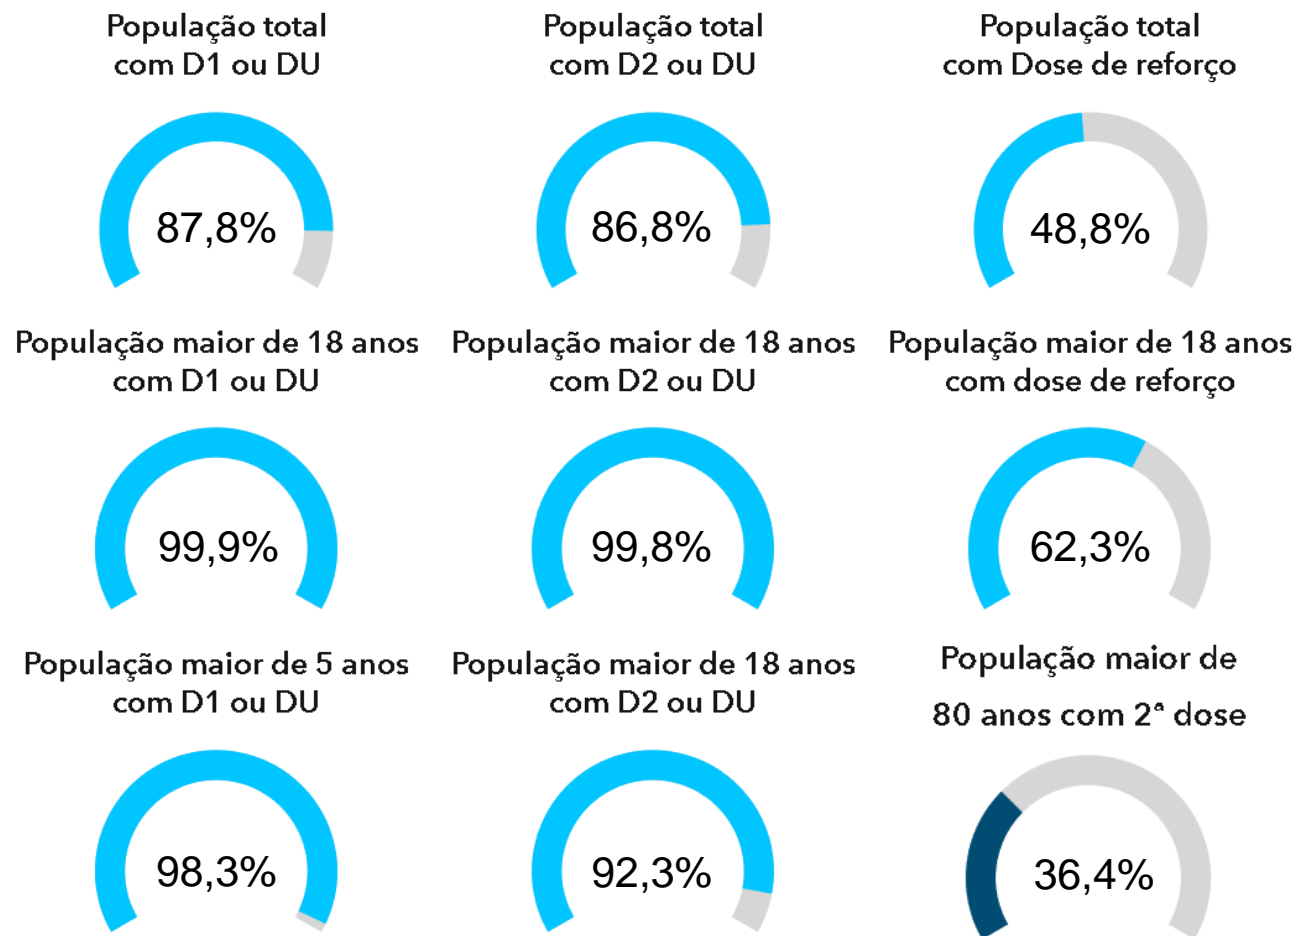 População total
com D1 ou DU
População total
com D2 ou DU
População total
com Dose de reforço
87,8%
86,8%
48,8%
População maior de 18 anos
com D1 ou DU
População maior de 18 anos
com D2 ou DU
População maior de 18 anos
com dose de reforço
99,9%
99,8%
62,3%
População maior de 5 anos
com D1 ou DU
População maior de 18 anos
com D2 ou DU
População maior de
80 anos com 2ª dose
98,3%
92,3%
36,4%